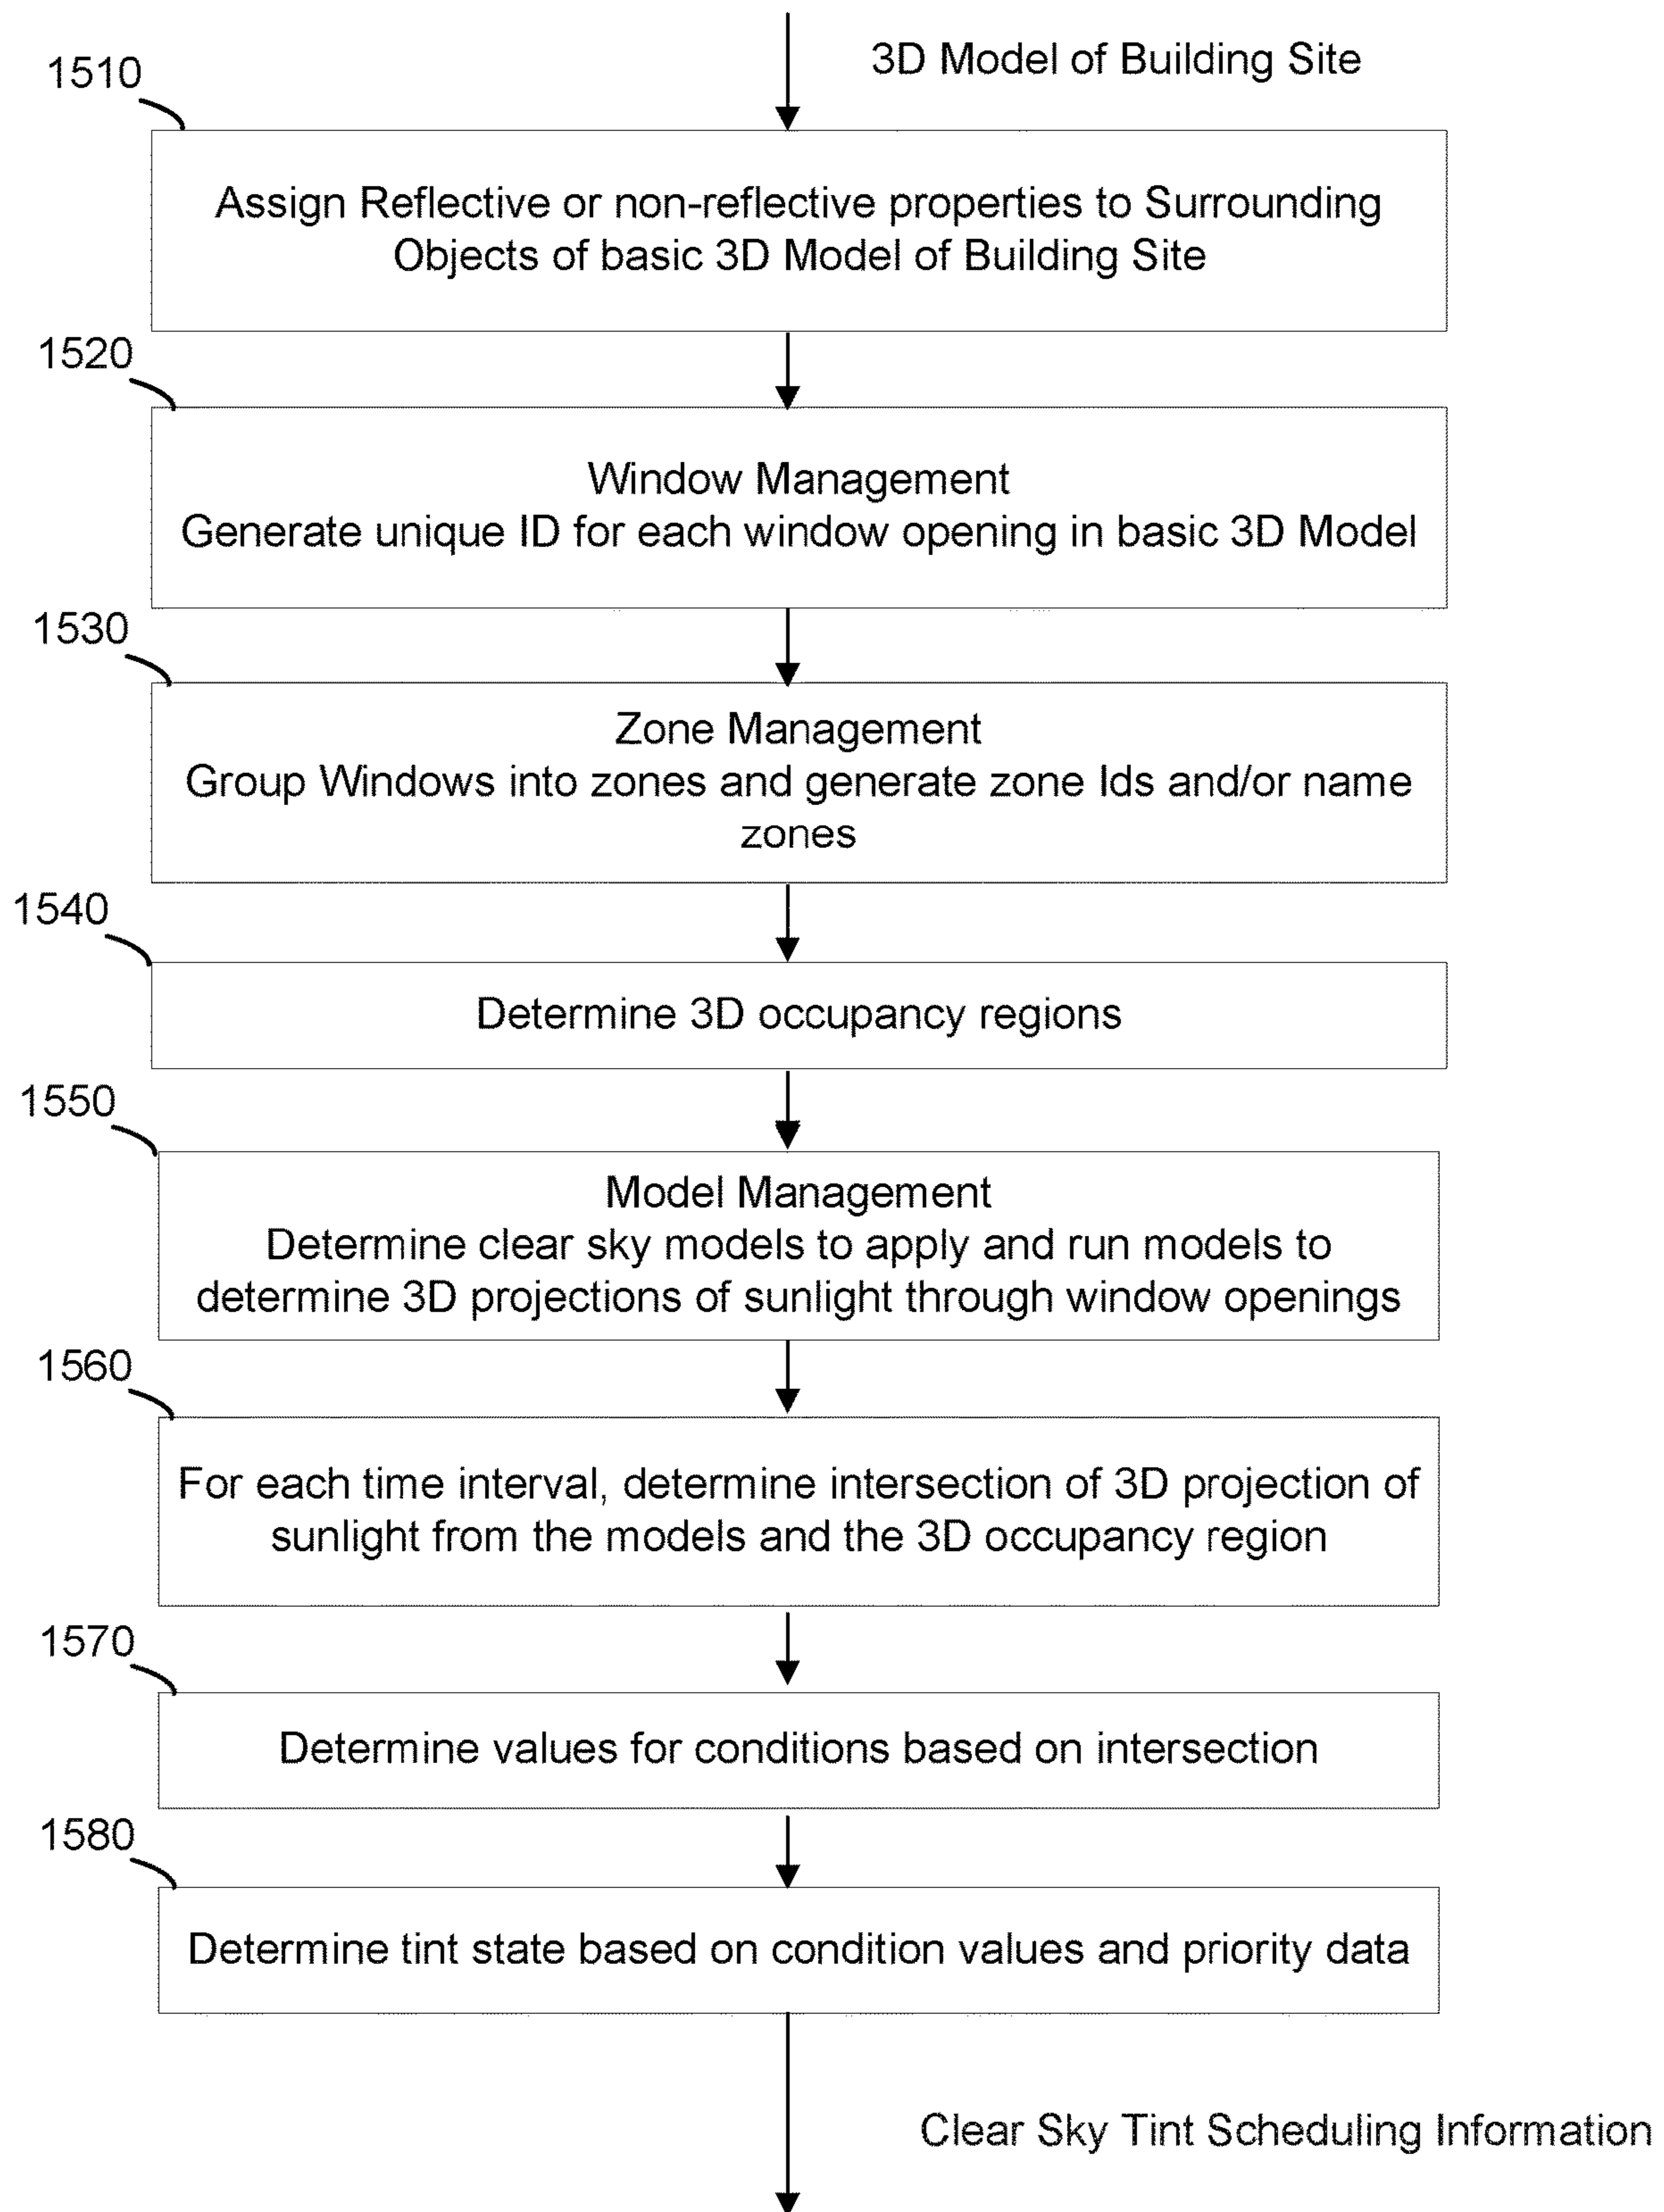 3D Model of Building Site
1510
Assign Reflective or non-reflective properties to Surrounding
Objects of basic 3D Model of Building Site
1520
Window Management
Generate unique ID for each window opening in basic 3D Model
1530
Zone Management
Group Windows into zones and generate zone Ids and/or name
zones
1540
Determine 3D occupancy regions
1550
Model Management
Determine clear sky models to apply and run models to
determine 3D projections of sunlight through window openings
1560
For each time interval, determine intersection of 3D projection of
sunlight from the models and the 3D occupancy region
1570
Determine values for conditions based on intersection
1580
Determine tint state based on condition values and priority data
Clear Sky Tint Scheduling Information